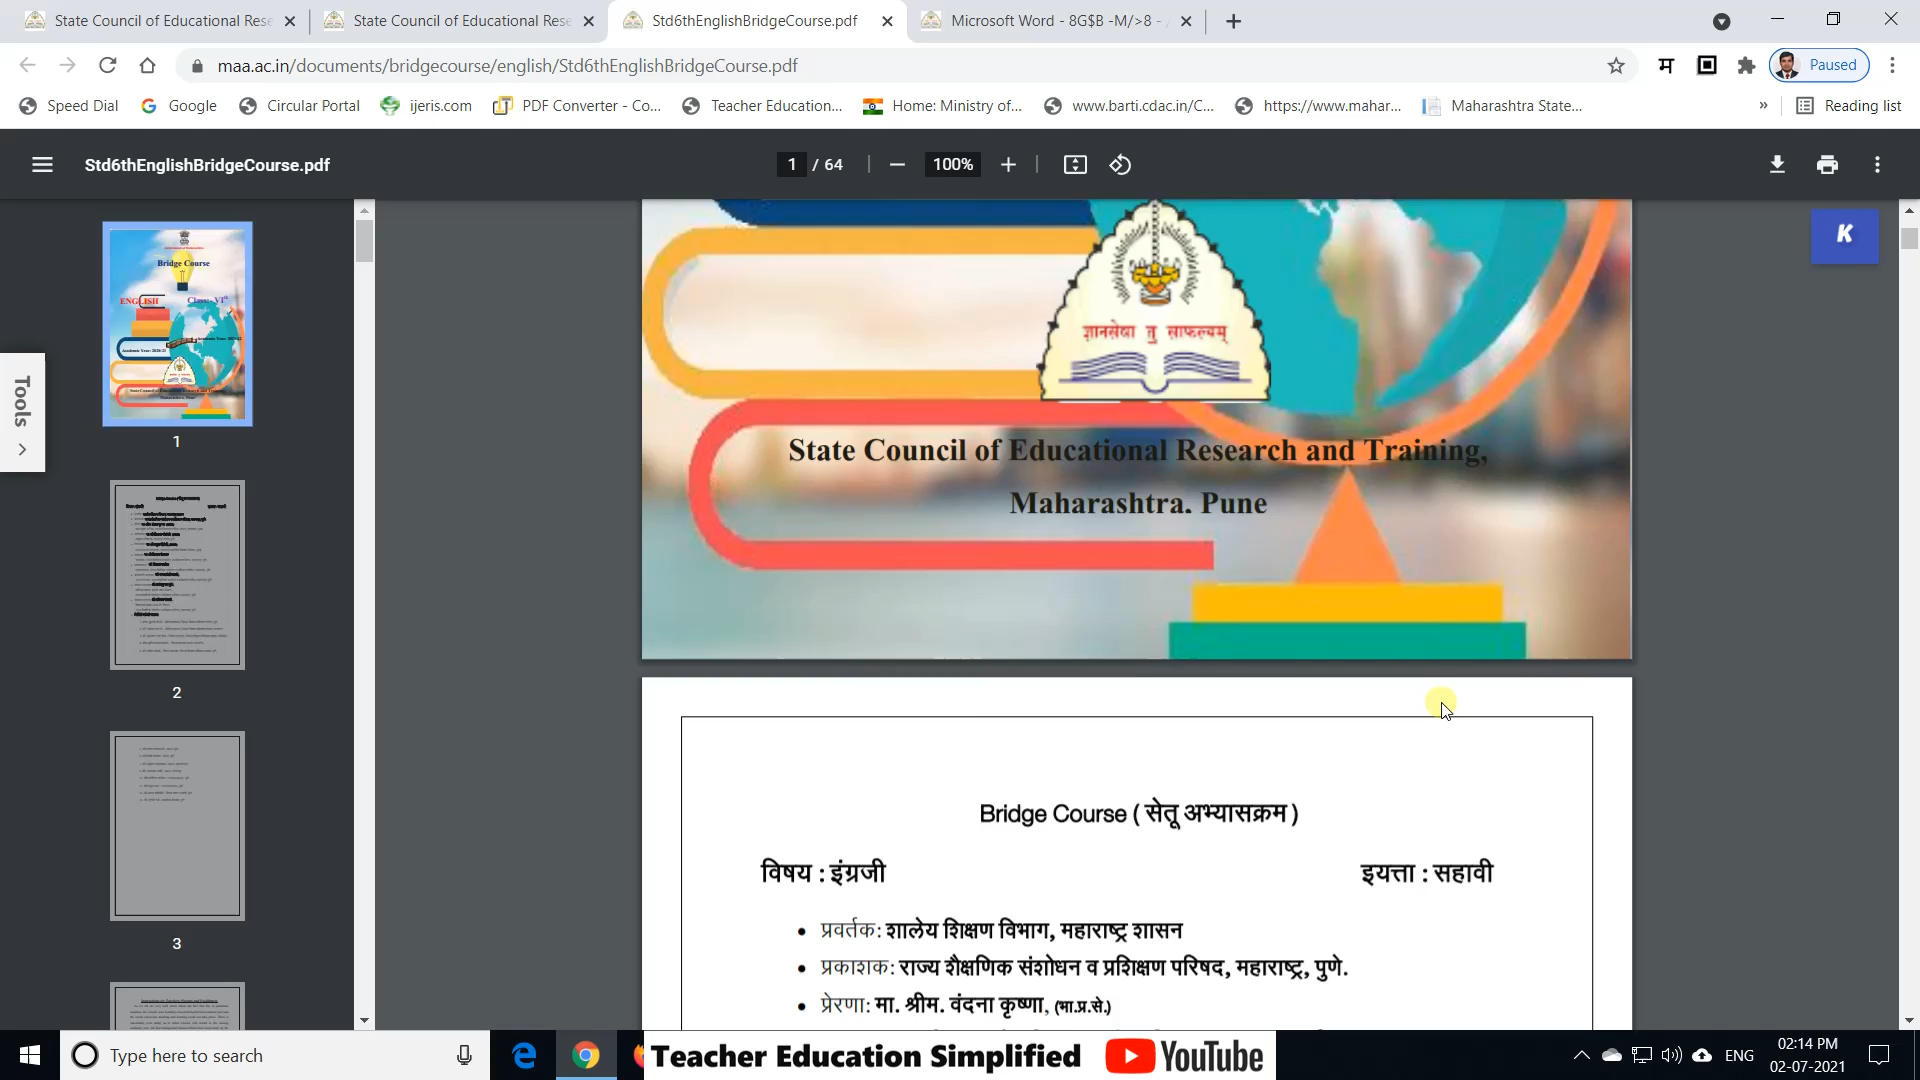 State Council of Educational Rese
State Council of Educational Rese
Std6thEnglishBridgeCourse.pdf
Microsoft Word - 8G$B -M/>8 -
maa.ac.in/documents/bridgecourse/english/Std6thEnglishBridgeCourse.pdf
म
Paused
Speed Dial
Google
Circular Portal
ijeris.com
PDF Converter - Co...
Teacher Education...
Home: Ministry of...
www.barti.cdac.in/C...
https://www.mahar...
Maharashtra State...
»
Reading list
Std6thEnglishBridgeCourse.pdf
1 / 64
100%
Tools
Bridge Course
ENGLISH
Class:- VI
1
2
3
K
ज्ञानसेवा तु साफल्यम्
State Council of Educational Research and Training,
Maharashtra. Pune
Bridge Course ( सेतू अभ्यासक्रम )
विषय : इंग्रजी
इयत्ता : सहावी
• प्रवर्तक: शालेय शिक्षण विभाग, महाराष्ट्र शासन
• प्रकाशक: राज्य शैक्षणिक संशोधन व प्रशिक्षण परिषद, महाराष्ट्र, पुणे.
• प्रेरणा: मा. श्रीम. वंदना कृष्णा, (भा.प्र.से.)
Type here to search
Teacher Education Simplified
YouTube
ENG
02:14 PM
02-07-2021